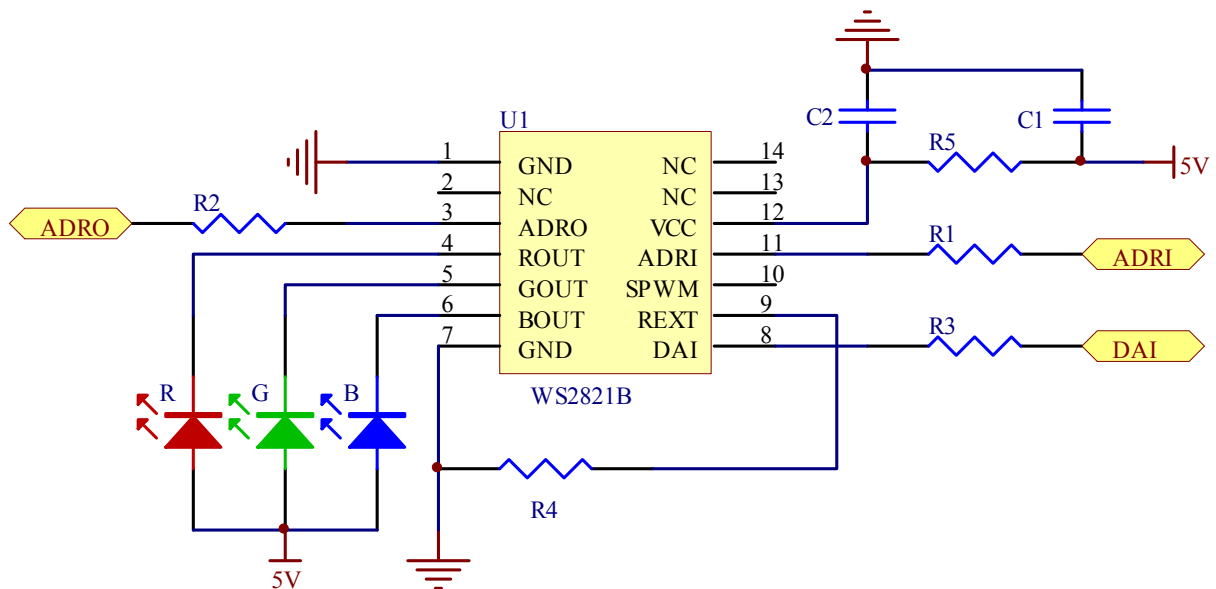 C2
C1
U1
R5
5V
1 GND NC 14
2 NC NC 13
R2
ADRO
3 ADRO VCC 12
4 ROUT ADRI 11
R1
ADRI
5 GOUT SPWM 10
6 BOUT REXT 9
7 GND DAI 8
R3
DAI
R G B
WS2821B
R4
5V